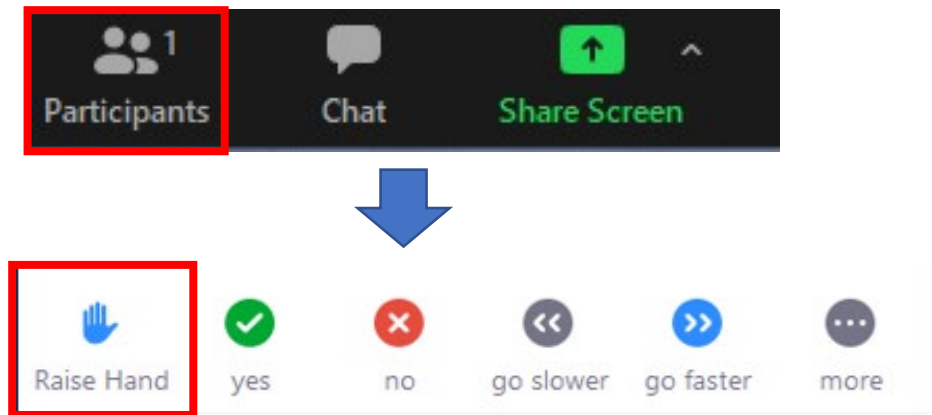 1
Participants
Chat
Share Screen
Raise Hand
yes
no
go slower
go faster
more